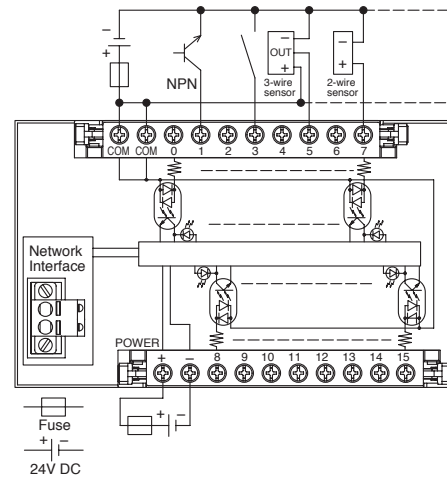 −
+
NPN
OUT
−
+
3-wire
sensor
−
+
2-wire
sensor
COM COM 0 1 2 3 4 5 6 7
Network
Interface
POWER
+ − 8 9 10 11 12 13 14 15
+ −
Fuse
+ −
24V DC